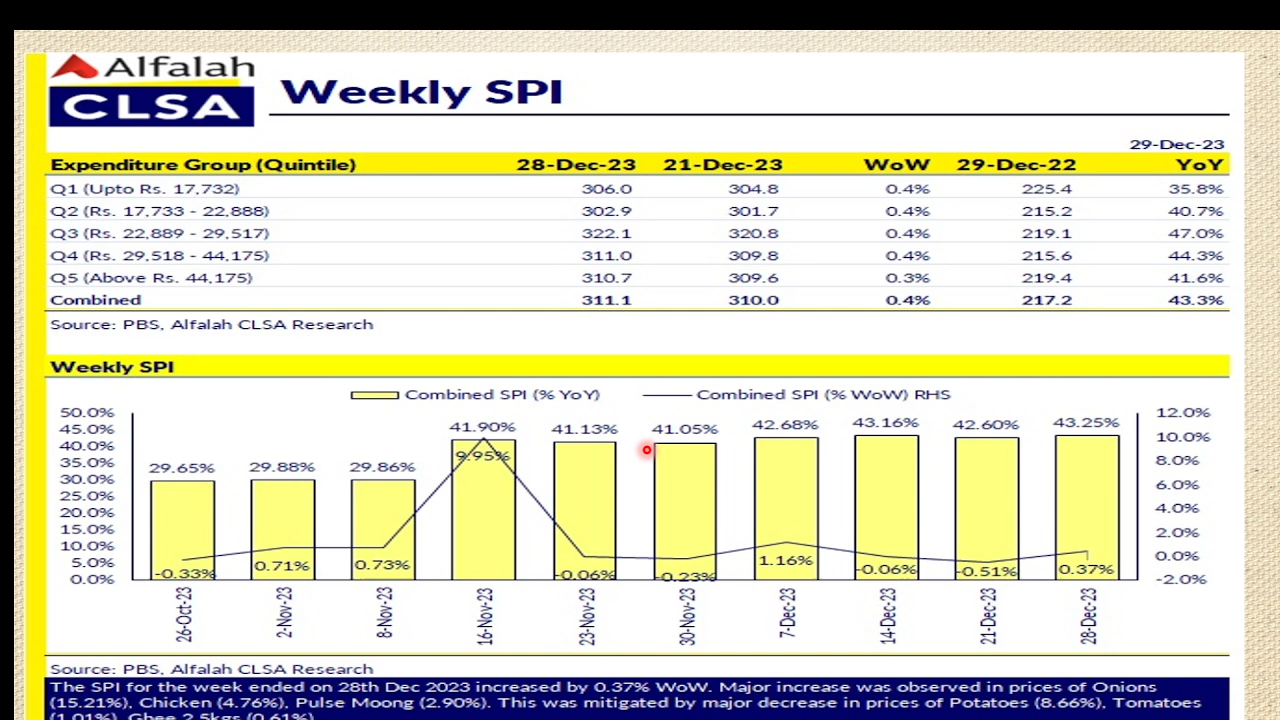 Alfalah
CLSA
Weekly SPI
29-Dec-23
Expenditure Group (Quintile) 28-Dec-23 21-Dec-23 WoW 29-Dec-22 YoY
Q1 (Upto Rs. 17,732) 306.0 304.8 0.4% 225.4 35.8%
Q2 (Rs. 17,733 - 22,888) 302.9 301.7 0.4% 215.2 40.7%
Q3 (Rs. 22,889 - 29,517) 322.1 320.8 0.4% 219.1 47.0%
Q4 (Rs. 29,518 - 44,175) 311.0 309.8 0.4% 215.6 44.3%
Q5 (Above Rs. 44,175) 310.7 309.6 0.3% 219.4 41.6%
Combined 311.1 310.0 0.4% 217.2 43.3%
Source: PBS, Alfalah CLSA Research
Weekly SPI
Combined SPI (% YoY) Combined SPI (% WoW) RHS
50.0% 45.0% 40.0% 35.0% 30.0% 25.0% 20.0% 15.0% 10.0% 5.0% 0.0%
29.65% 29.88% 29.86% 41.90% 41.13% 41.05% 42.68% 43.16% 42.60% 43.25%
-0.33% 0.71% 0.73% 9.95% -0.06% -0.23% 1.16% -0.06% -0.51% 0.37%
12.0% 10.0% 8.0% 6.0% 4.0% 2.0% 0.0% -2.0%
26-Oct-23 2-Nov-23 8-Nov-23 16-Nov-23 23-Nov-23 30-Nov-23 7-Dec-23 14-Dec-23 21-Dec-23 28-Dec-23
Source: PBS, Alfalah CLSA Research
The SPI for the week ended on 28th Dec 2023 increased by 0.37% WoW. Major increase was observed in prices of Onions
(15.21%), Chicken (4.76%), Pulse Moong (2.90%). This was mitigated by major decrease in prices of Potatoes (8.66%), Tomatoes
(1.01%), Ghee 2.5kgs (0.61%)